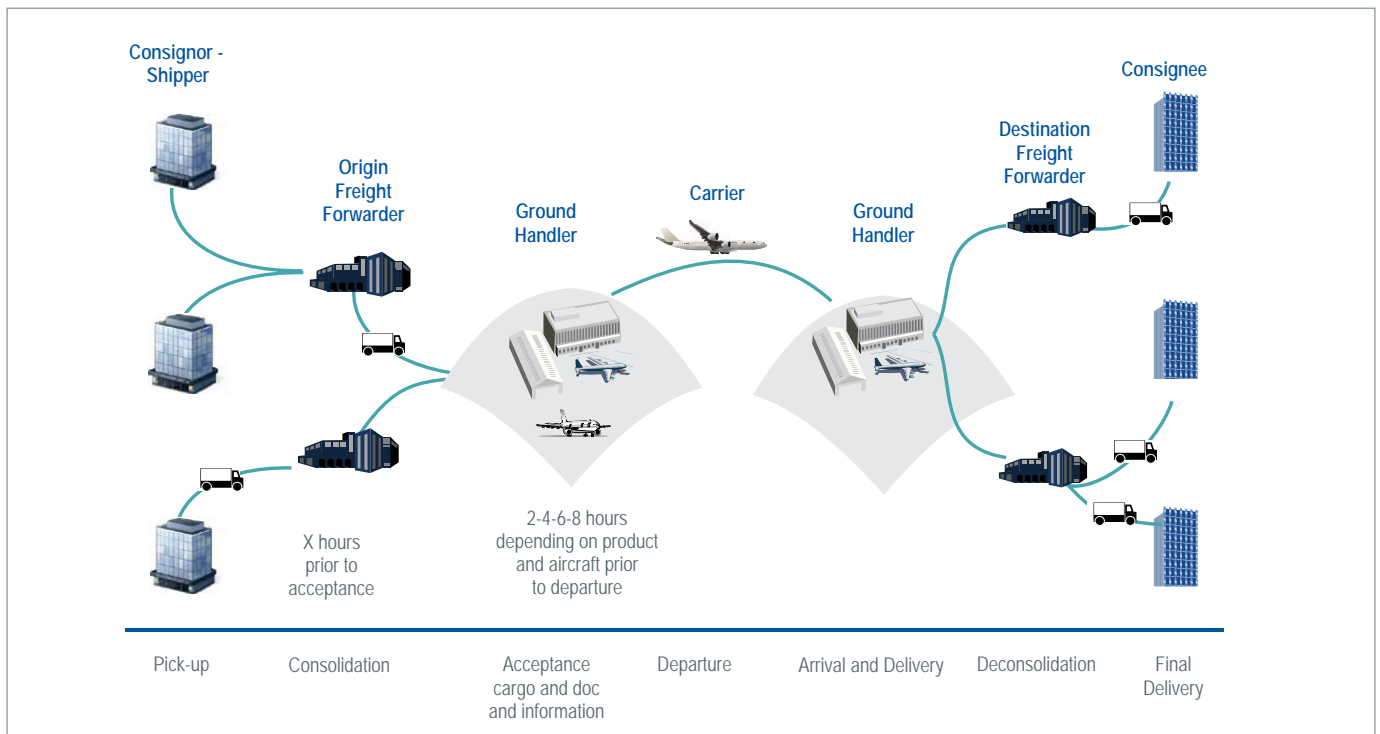 Consignor -
Shipper
Origin
Freight
Forwarder
Ground
Handler
Carrier
Ground
Handler
Destination
Freight
Forwarder
Consignee
X hours
prior to
acceptance
2-4-6-8 hours
depending on product
and aircraft prior
to departure
Pick-up
Consolidation
Acceptance
cargo and doc
and information
Departure
Arrival and Delivery
Deconsolidation
Final
Delivery